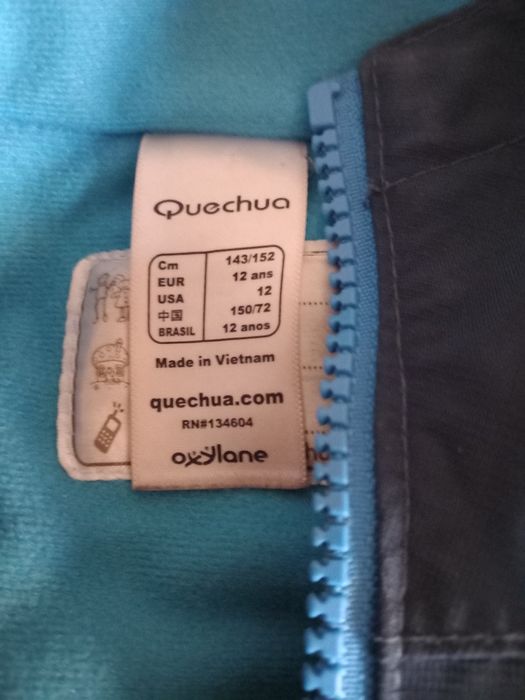 Quechua
Cm 143/152
EUR 12 ans
USA 12
中国 150/72
BRASIL 12 anos
Made in Vietnam
quechua.com
RN#134604
oxylane